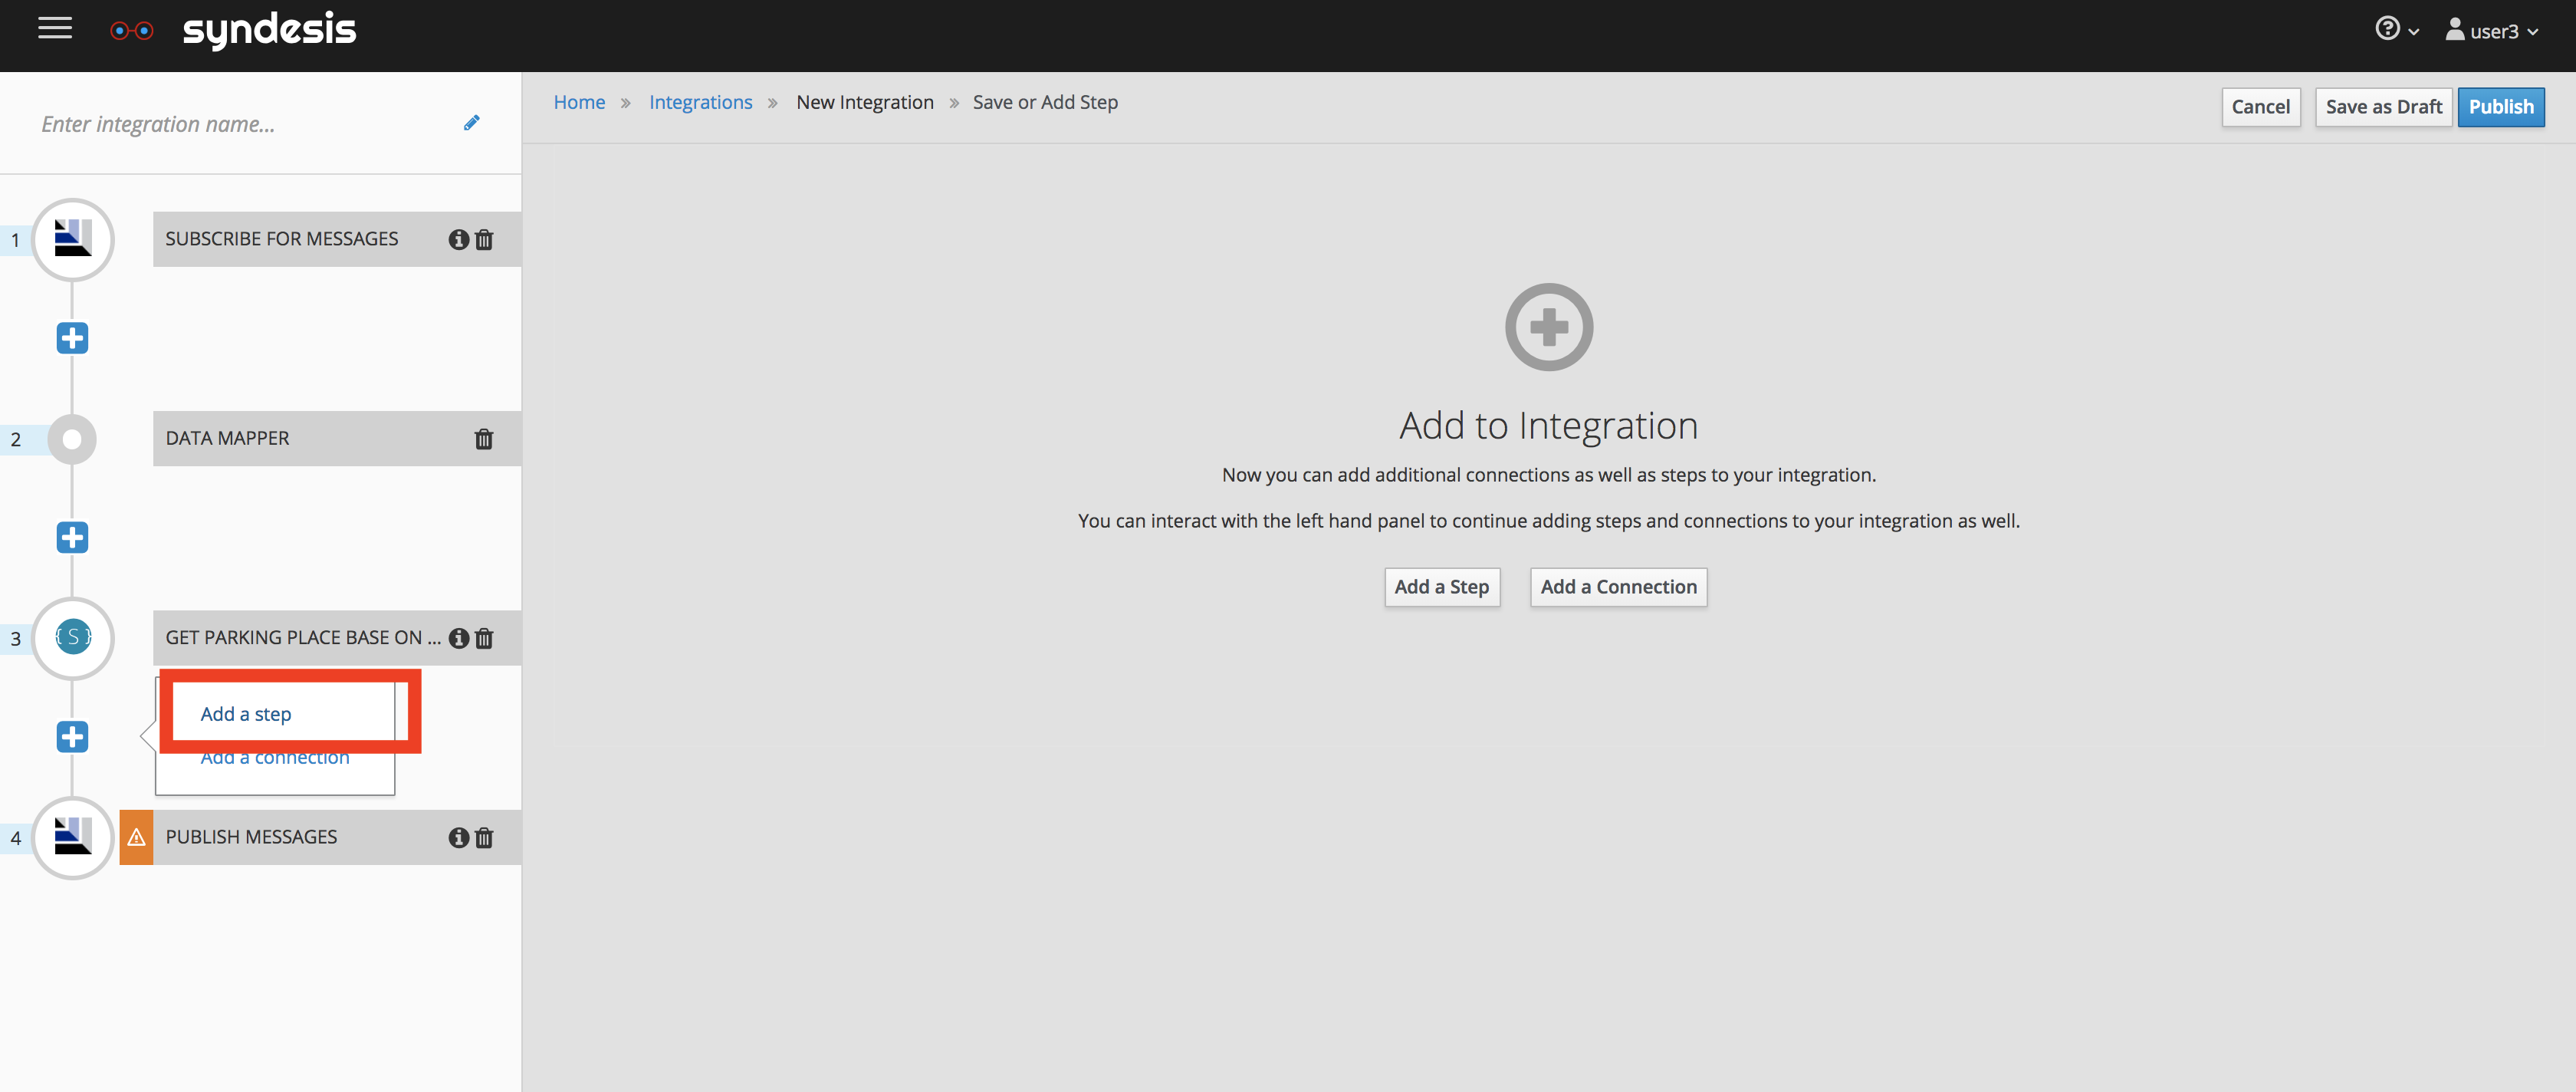 syndesis
user3
Enter integration name...
Home » Integrations » New Integration » Save or Add Step
Cancel
Save as Draft
Publish
1
SUBSCRIBE FOR MESSAGES
2
DATA MAPPER
3
{ S }
GET PARKING PLACE BASE ON ...
Add a step
Add a connection
4
PUBLISH MESSAGES
Add to Integration
Now you can add additional connections as well as steps to your integration.
You can interact with the left hand panel to continue adding steps and connections to your integration as well.
Add a Step
Add a Connection